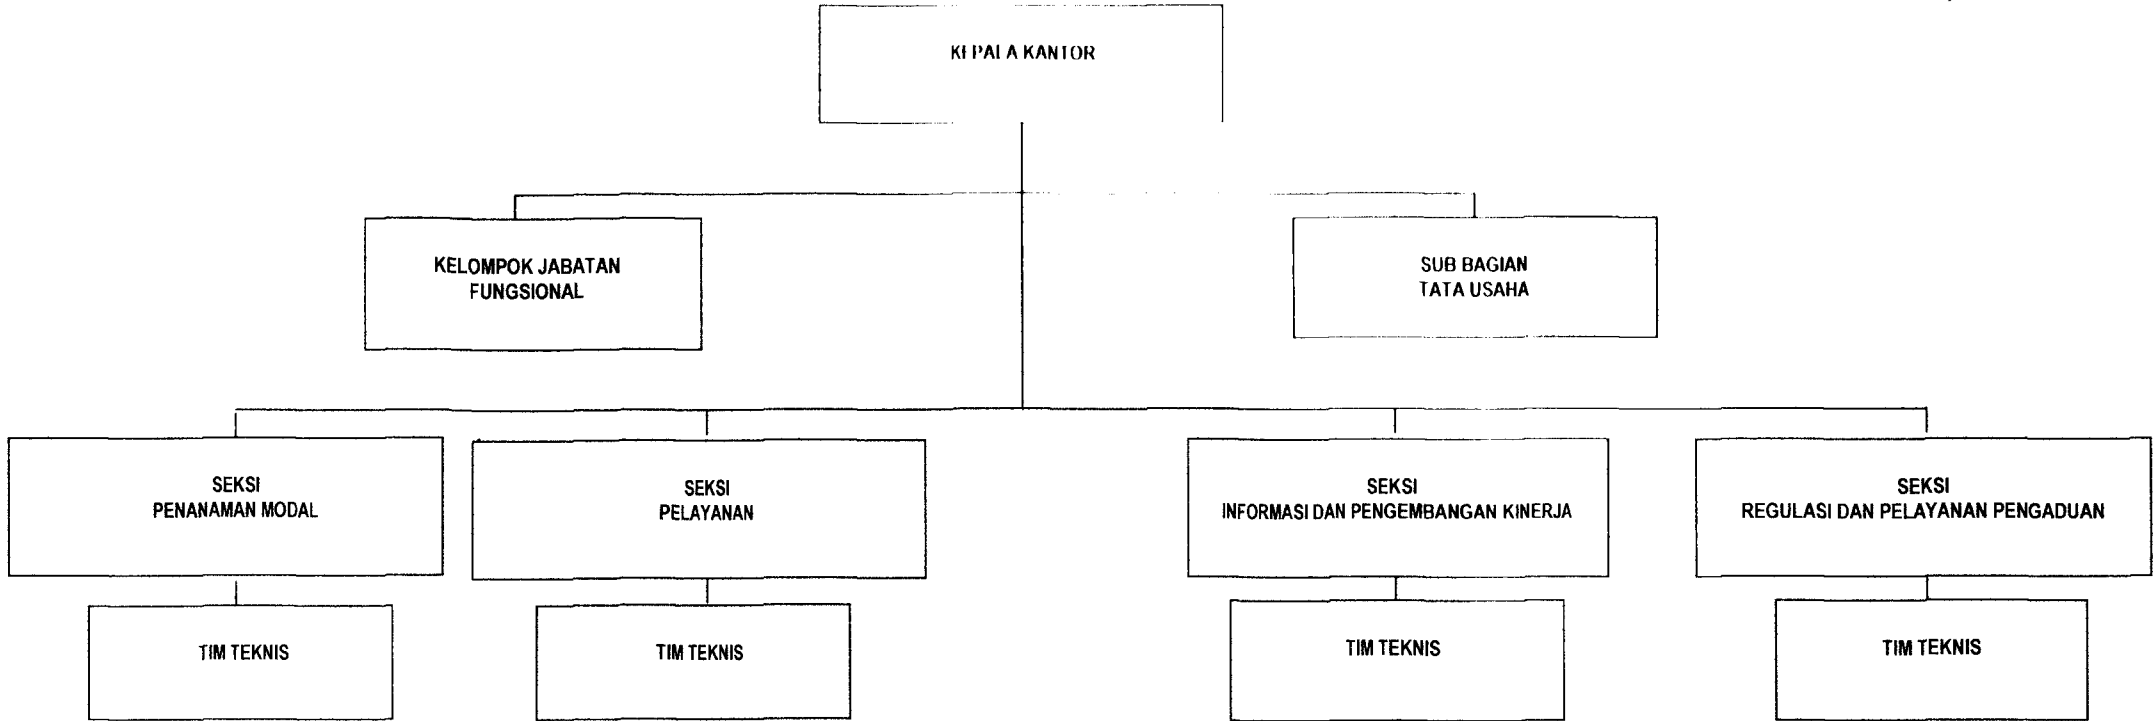 KEPALA KANTOR
KELOMPOK JABATAN
FUNGSIONAL
SUB BAGIAN
TATA USAHA
SEKSI
PENANAMAN MODAL
SEKSI
PELAYANAN
SEKSI
INFORMASI DAN PENGEMBANGAN KINERJA
SEKSI
REGULASI DAN PELAYANAN PENGADUAN
TIM TEKNIS
TIM TEKNIS
TIM TEKNIS
TIM TEKNIS